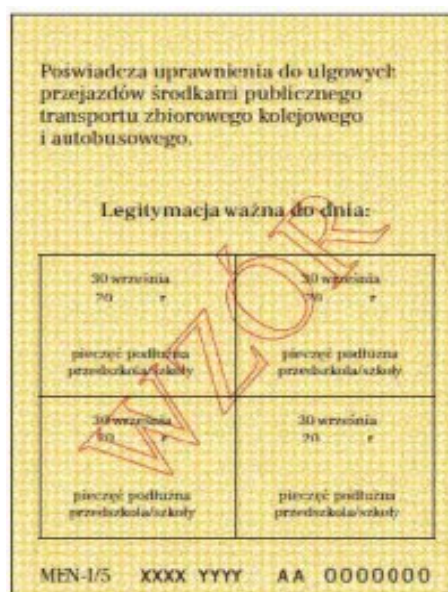 Poświadcza uprawnienia do ulgowych
przejazdów środkami publicznego
transportu zbiorowego kolejowego
i autobusowego.
Legitymacja ważna do dnia:
30 września
20 r
pieczęć podłużna
przedszkola/szkoły
30 września
20 r
pieczęć podłużna
przedszkola/szkoły
30 września
20 r
pieczęć podłużna
przedszkola/szkoły
30 września
20 r
pieczęć podłużna
przedszkola/szkoły
WZÓR
MEN-I/5 XXXX YYYY AA 0000000